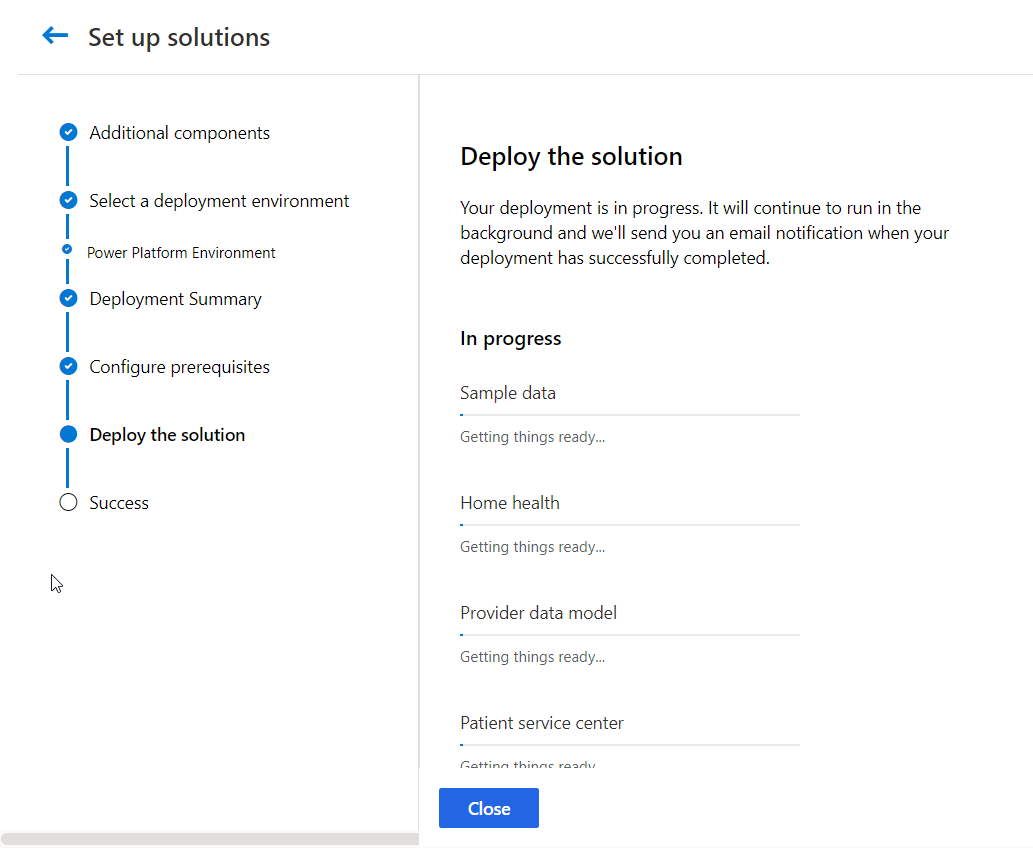 Set up solutions
Additional components
Select a deployment environment
Power Platform Environment
Deployment Summary
Configure prerequisites
Deploy the solution
Success
Deploy the solution
Your deployment is in progress. It will continue to run in the
background and we'll send you an email notification when your
deployment has successfully completed.
In progress
Sample data
Getting things ready...
Home health
Getting things ready...
Provider data model
Getting things ready...
Patient service center
Getting things ready
Close